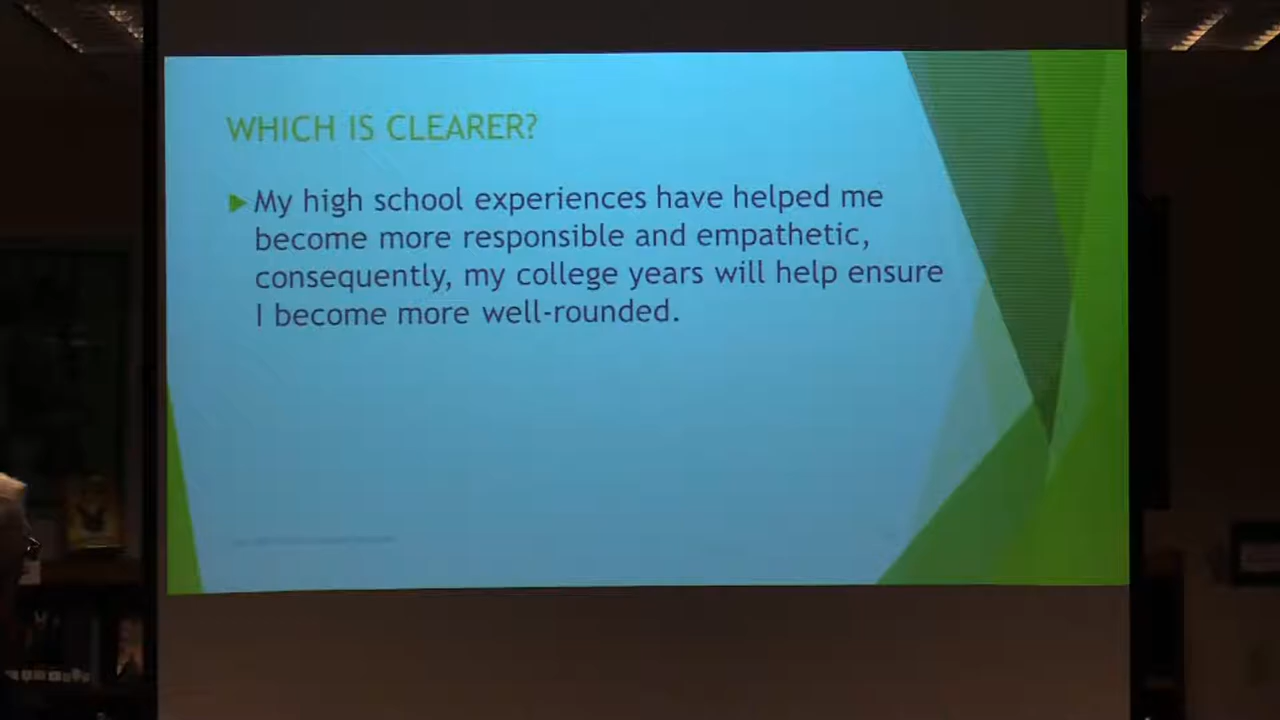 WHICH IS CLEARER?
My high school experiences have helped me
become more responsible and empathetic,
consequently, my college years will help ensure
I become more well-rounded.